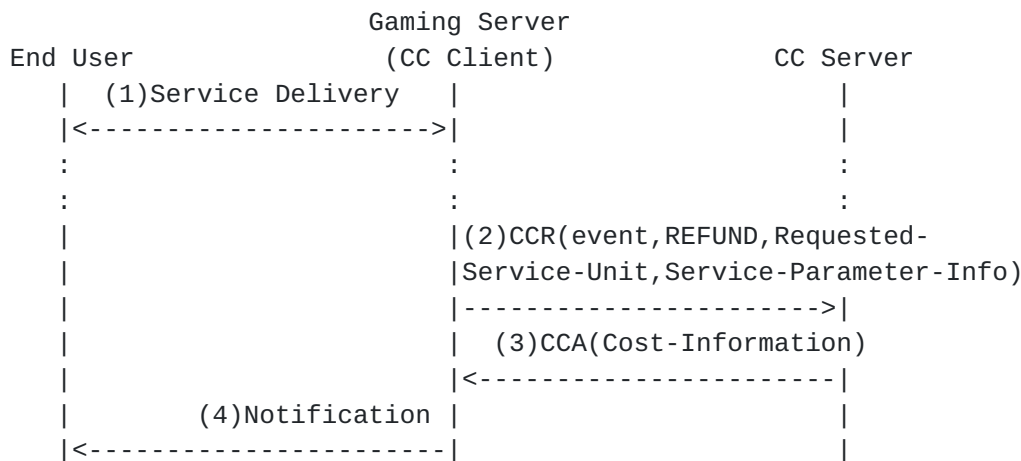 Gaming Server
End User (CC Client) CC Server
| (1)Service Delivery | |
|<---------------------->| |
: : :
: : :
| |(2)CCR(event,REFUND,Requested-
| |Service-Unit,Service-Parameter-Info)
| |----------------------->|
| | (3)CCA(Cost-Information)
| |<-----------------------|
| (4)Notification | |
|<-----------------------| |